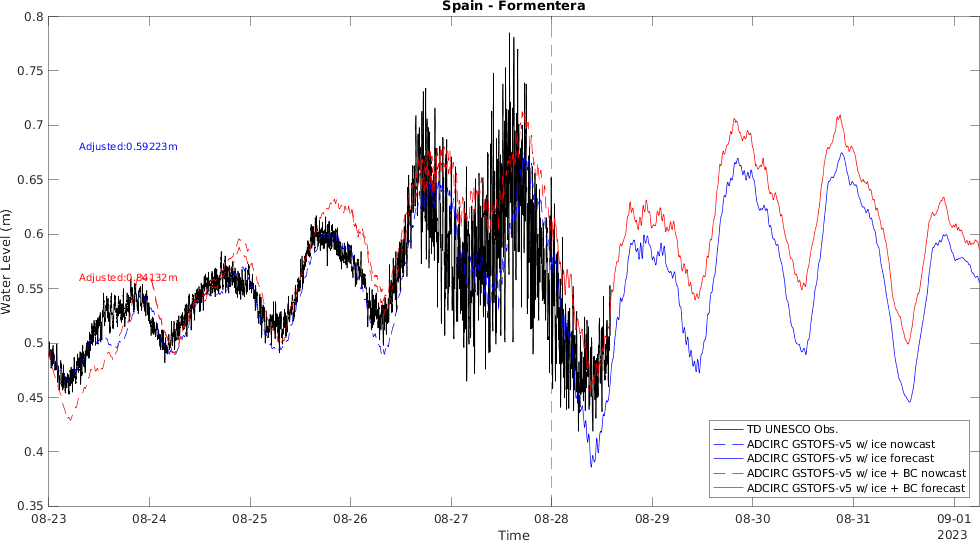 Spain - Formentera
0.8
0.75
0.7
0.65
0.6
0.55
0.5
0.45
0.4
0.35
Water Level (m)
Adjusted:0.59223m
Adjusted:0.84132m
TD UNESCO Obs.
ADCIRC GSTOFS-v5 w/ ice nowcast
ADCIRC GSTOFS-v5 w/ ice forecast
ADCIRC GSTOFS-v5 w/ ice + BC nowcast
ADCIRC GSTOFS-v5 w/ ice + BC forecast
08-23 08-24 08-25 08-26 08-27 08-28 08-29 08-30 08-31 09-01
Time
2023